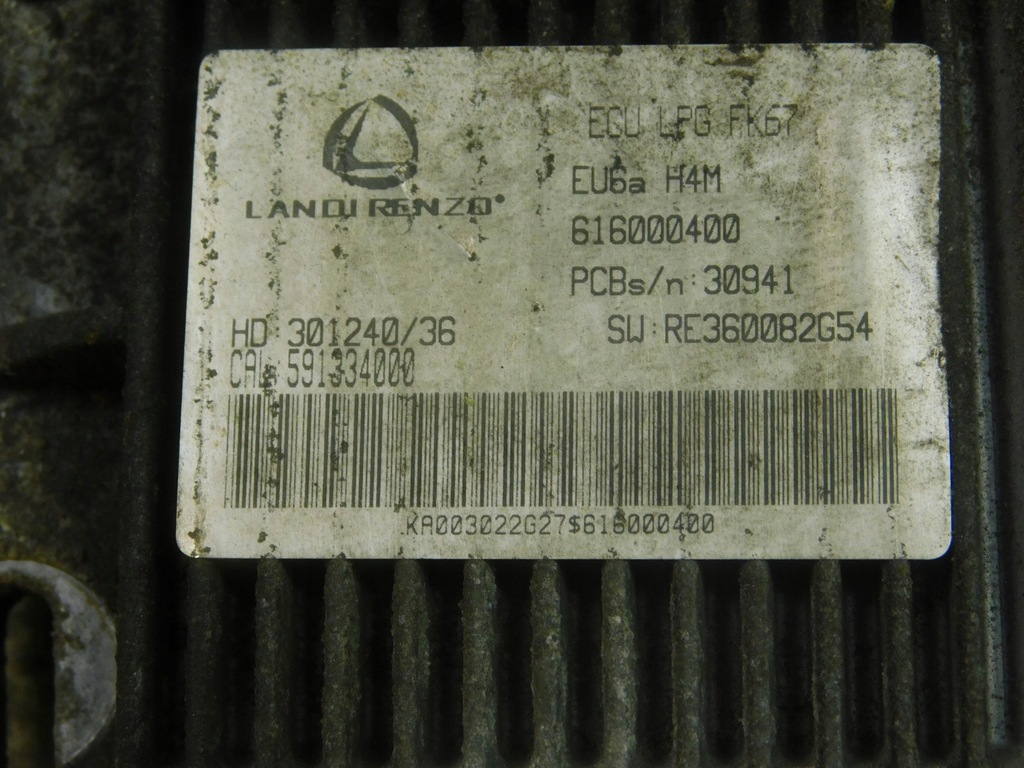 LANDI RENZO®
ECU LPG FK67
EU6a H4M
616000400
PCBs/n: 30941
HD: 301240/36
SW: RE360082G54
CAL: 591334000
KA003022G27$616000400